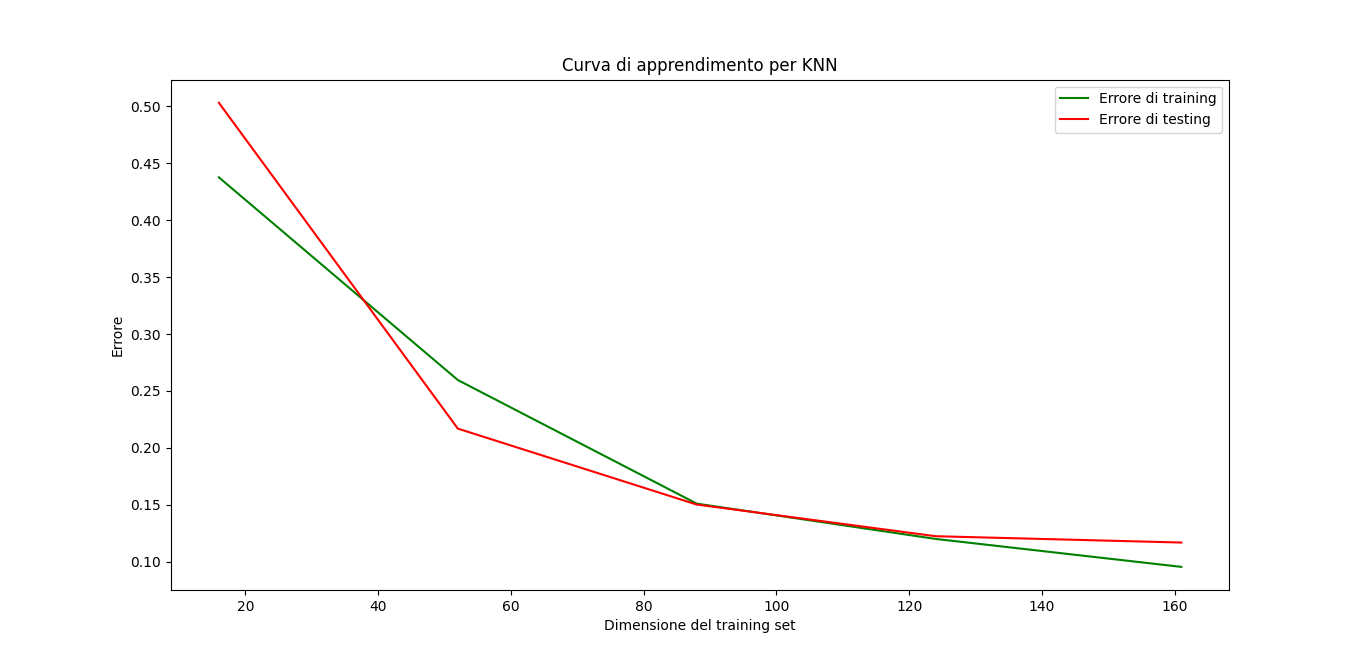 Curva di apprendimento per KNN
Errore di training
Errore di testing
0.50
0.45
0.40
0.35
0.30
0.25
0.20
0.15
0.10
Errore
20 40 60 80 100 120 140 160
Dimensione del training set